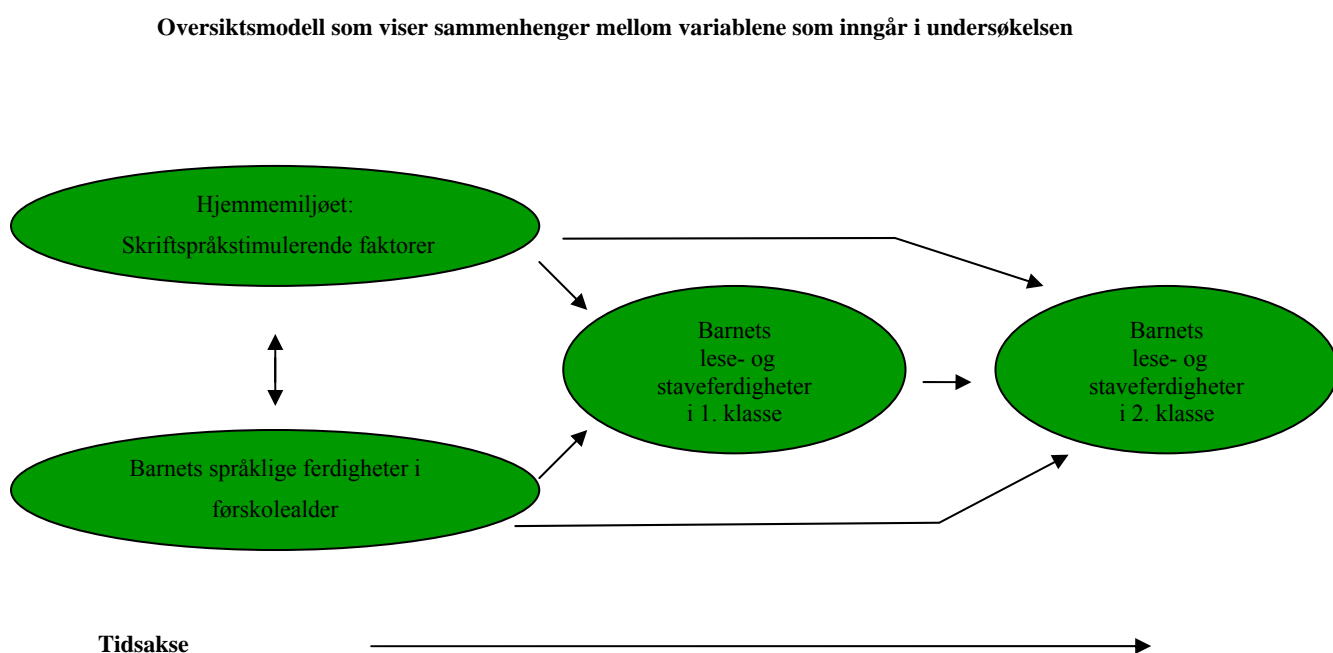 Oversiktsmodell som viser sammenhenger mellom variablene som inngår i undersøkelsen
Hjemmemiljøet:
Skriftspråkstimulerende faktorer
Barnets
lese- og
staveferdigheter
i 1. klasse
Barnets
lese- og
staveferdigheter
i 2. klasse
Barnets språklige ferdigheter i
førskolealder
Tidsakse